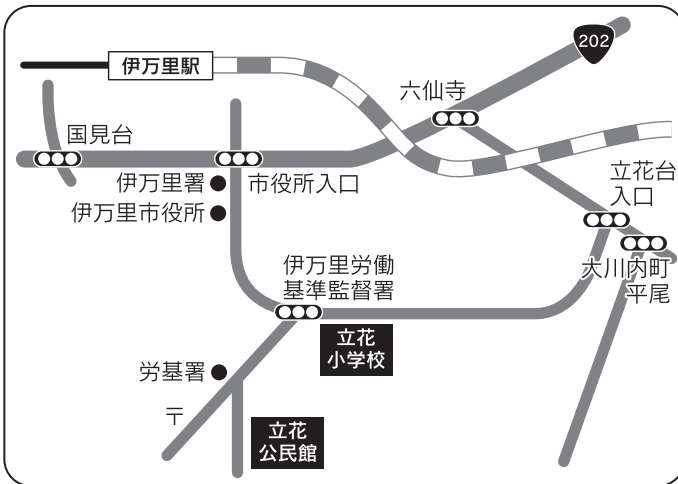 伊万里駅
202
六仙寺
国見台
伊万里署
市役所入口
伊万里市役所
立花台
入口
大川内町
平尾
伊万里労働
基準監督署
立花
小学校
労基署
〒
立花
公民館